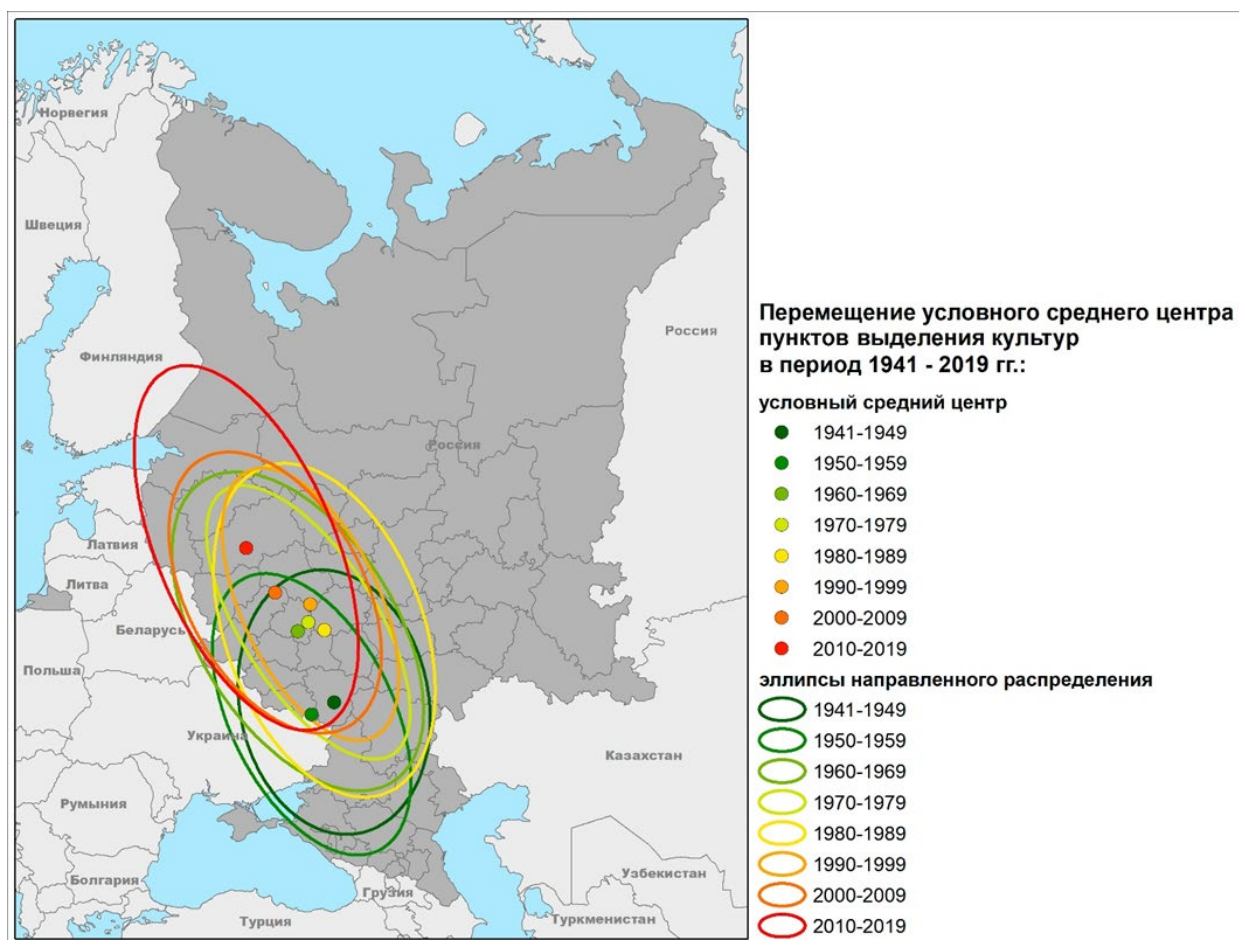 Норвегия
Швеция
Финляндия
Россия
Россия
Латвия
Литва
Беларусь
Польша
Украина
Казахстан
Румыния
Болгария
Грузия
Узбекистан
Турция
Туркменистан
Перемещение условного среднего центра
пунктов выделения культур
в период 1941 - 2019 гг.:
условный средний центр
1941-1949
1950-1959
1960-1969
1970-1979
1980-1989
1990-1999
2000-2009
2010-2019
эллипсы направленного распределения
1941-1949
1950-1959
1960-1969
1970-1979
1980-1989
1990-1999
2000-2009
2010-2019